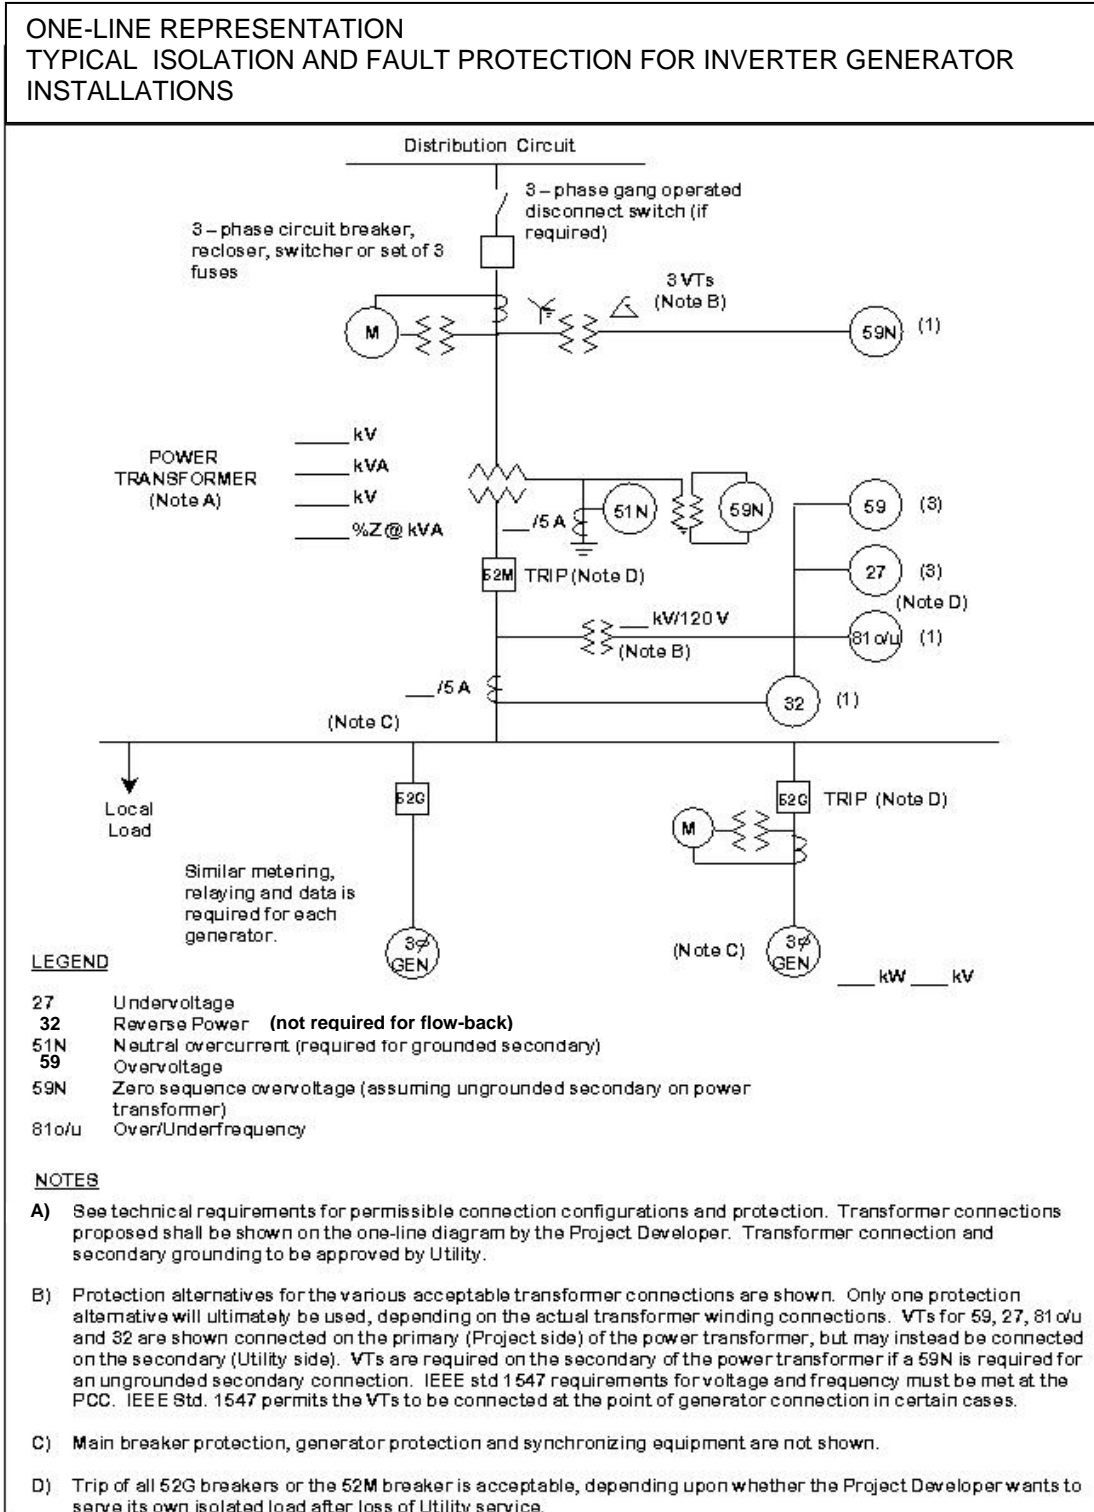 ONE-LINE REPRESENTATION
TYPICAL ISOLATION AND FAULT PROTECTION FOR INVERTER GENERATOR
INSTALLATIONS
Distribution Circuit
3 – phase gang operated
disconnect switch (if
required)
3 – phase circuit breaker,
recloser, switcher or set of 3
fuses
3 VTs
(Note B)
M
59N (1)
POWER
TRANSFORMER
(Note A)
____ kV
____ kVA
____ kV
____ %Z @ kVA
__/5 A
51N
59N
59 (3)
27 (3)
(Note D)
52M TRIP (Note D)
__ kV/120 V
(Note B)
81 o/u (1)
__/5 A
32 (1)
(Note C)
Local
Load
52G
52G TRIP (Note D)
M
Similar metering,
relaying and data is
required for each
generator.
3ø
GEN
(Note C)
3ø
GEN
___ kW ___ kV
LEGEND
27 Undervoltage
32 Reverse Power (not required for flow-back)
51N Neutral overcurrent (required for grounded secondary)
59 Overvoltage
59N Zero sequence overvoltage (assuming ungrounded secondary on power
transformer)
81o/u Over/Underfrequency
NOTES
A) See technical requirements for permissible connection configurations and protection. Transformer connections
proposed shall be shown on the one-line diagram by the Project Developer. Transformer connection and
secondary grounding to be approved by Utility.
B) Protection alternatives for the various acceptable transformer connections are shown. Only one protection
alternative will ultimately be used, depending on the actual transformer winding connections. VTs for 59, 27, 81 o/u
and 32 are shown connected on the primary (Project side) of the power transformer, but may instead be connected
on the secondary (Utility side). VTs are required on the secondary of the power transformer if a 59N is required for
an ungrounded secondary connection. IEEE std 1547 requirements for voltage and frequency must be met at the
PCC. IEEE Std. 1547 permits the VTs to be connected at the point of generator connection in certain cases.
C) Main breaker protection, generator protection and synchronizing equipment are not shown.
D) Trip of all 52G breakers or the 52M breaker is acceptable, depending upon whether the Project Developer wants to
serve its own isolated load after loss of Utility service.